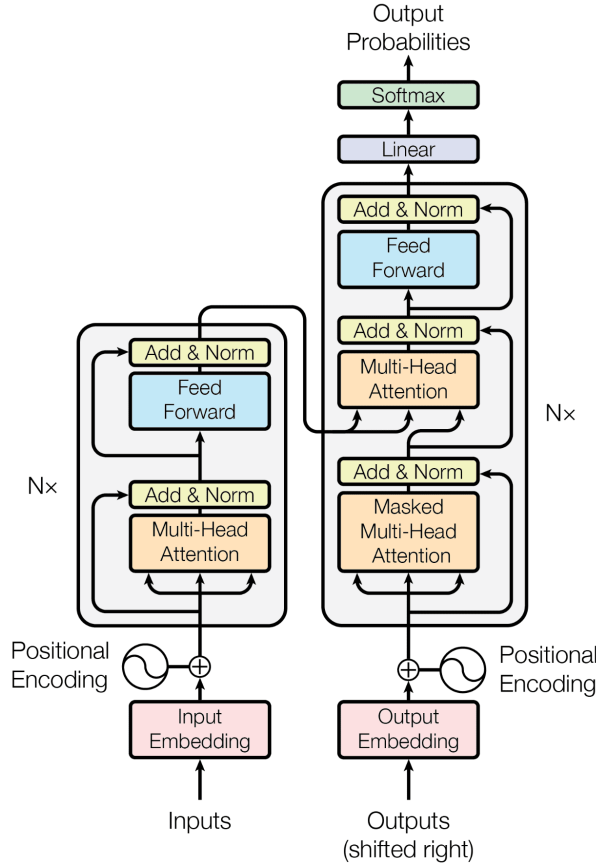 Output
Probabilities
Softmax
Linear
Add & Norm
Feed
Forward
Add & Norm
Multi-Head
Attention
Add & Norm
Masked
Multi-Head
Attention
Nx
Add & Norm
Feed
Forward
Add & Norm
Multi-Head
Attention
N×
Positional
Encoding
Input
Embedding
Inputs
Positional
Encoding
Output
Embedding
Outputs
(shifted right)